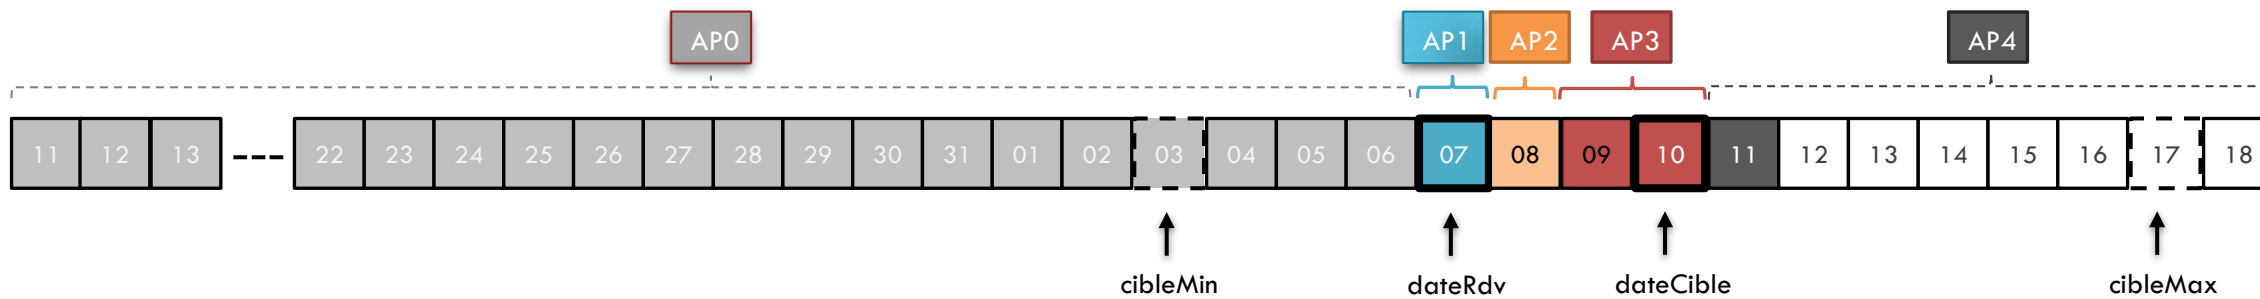 AP0 AP1 AP2 AP3 AP4
11 12 13 22 23 24 25 26 27 28 29 30 31 01 02 03 04 05 06 07 08 09 10 11 12 13 14 15 16 17 18
cibleMin dateRdv dateCible cibleMax